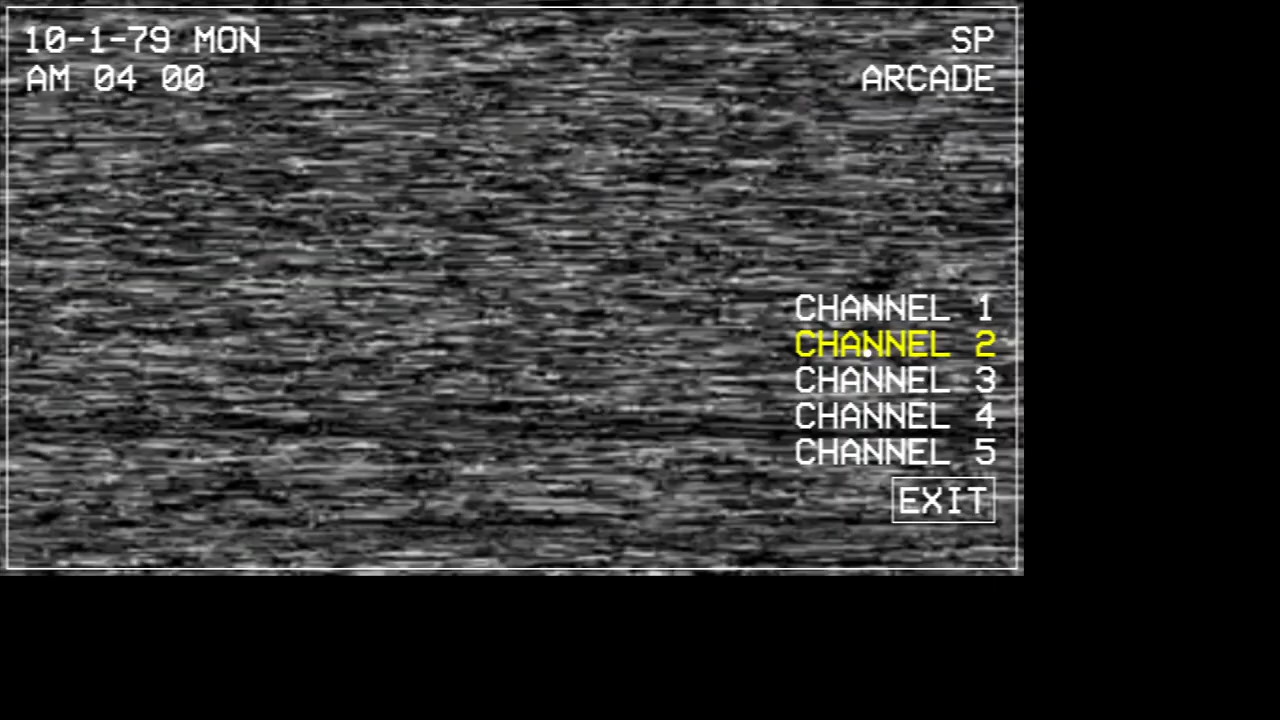 10-1-79 MON
AM 04 00
SP
ARCADE
CHANNEL 1
CHANNEL 2
CHANNEL 3
CHANNEL 4
CHANNEL 5
EXIT